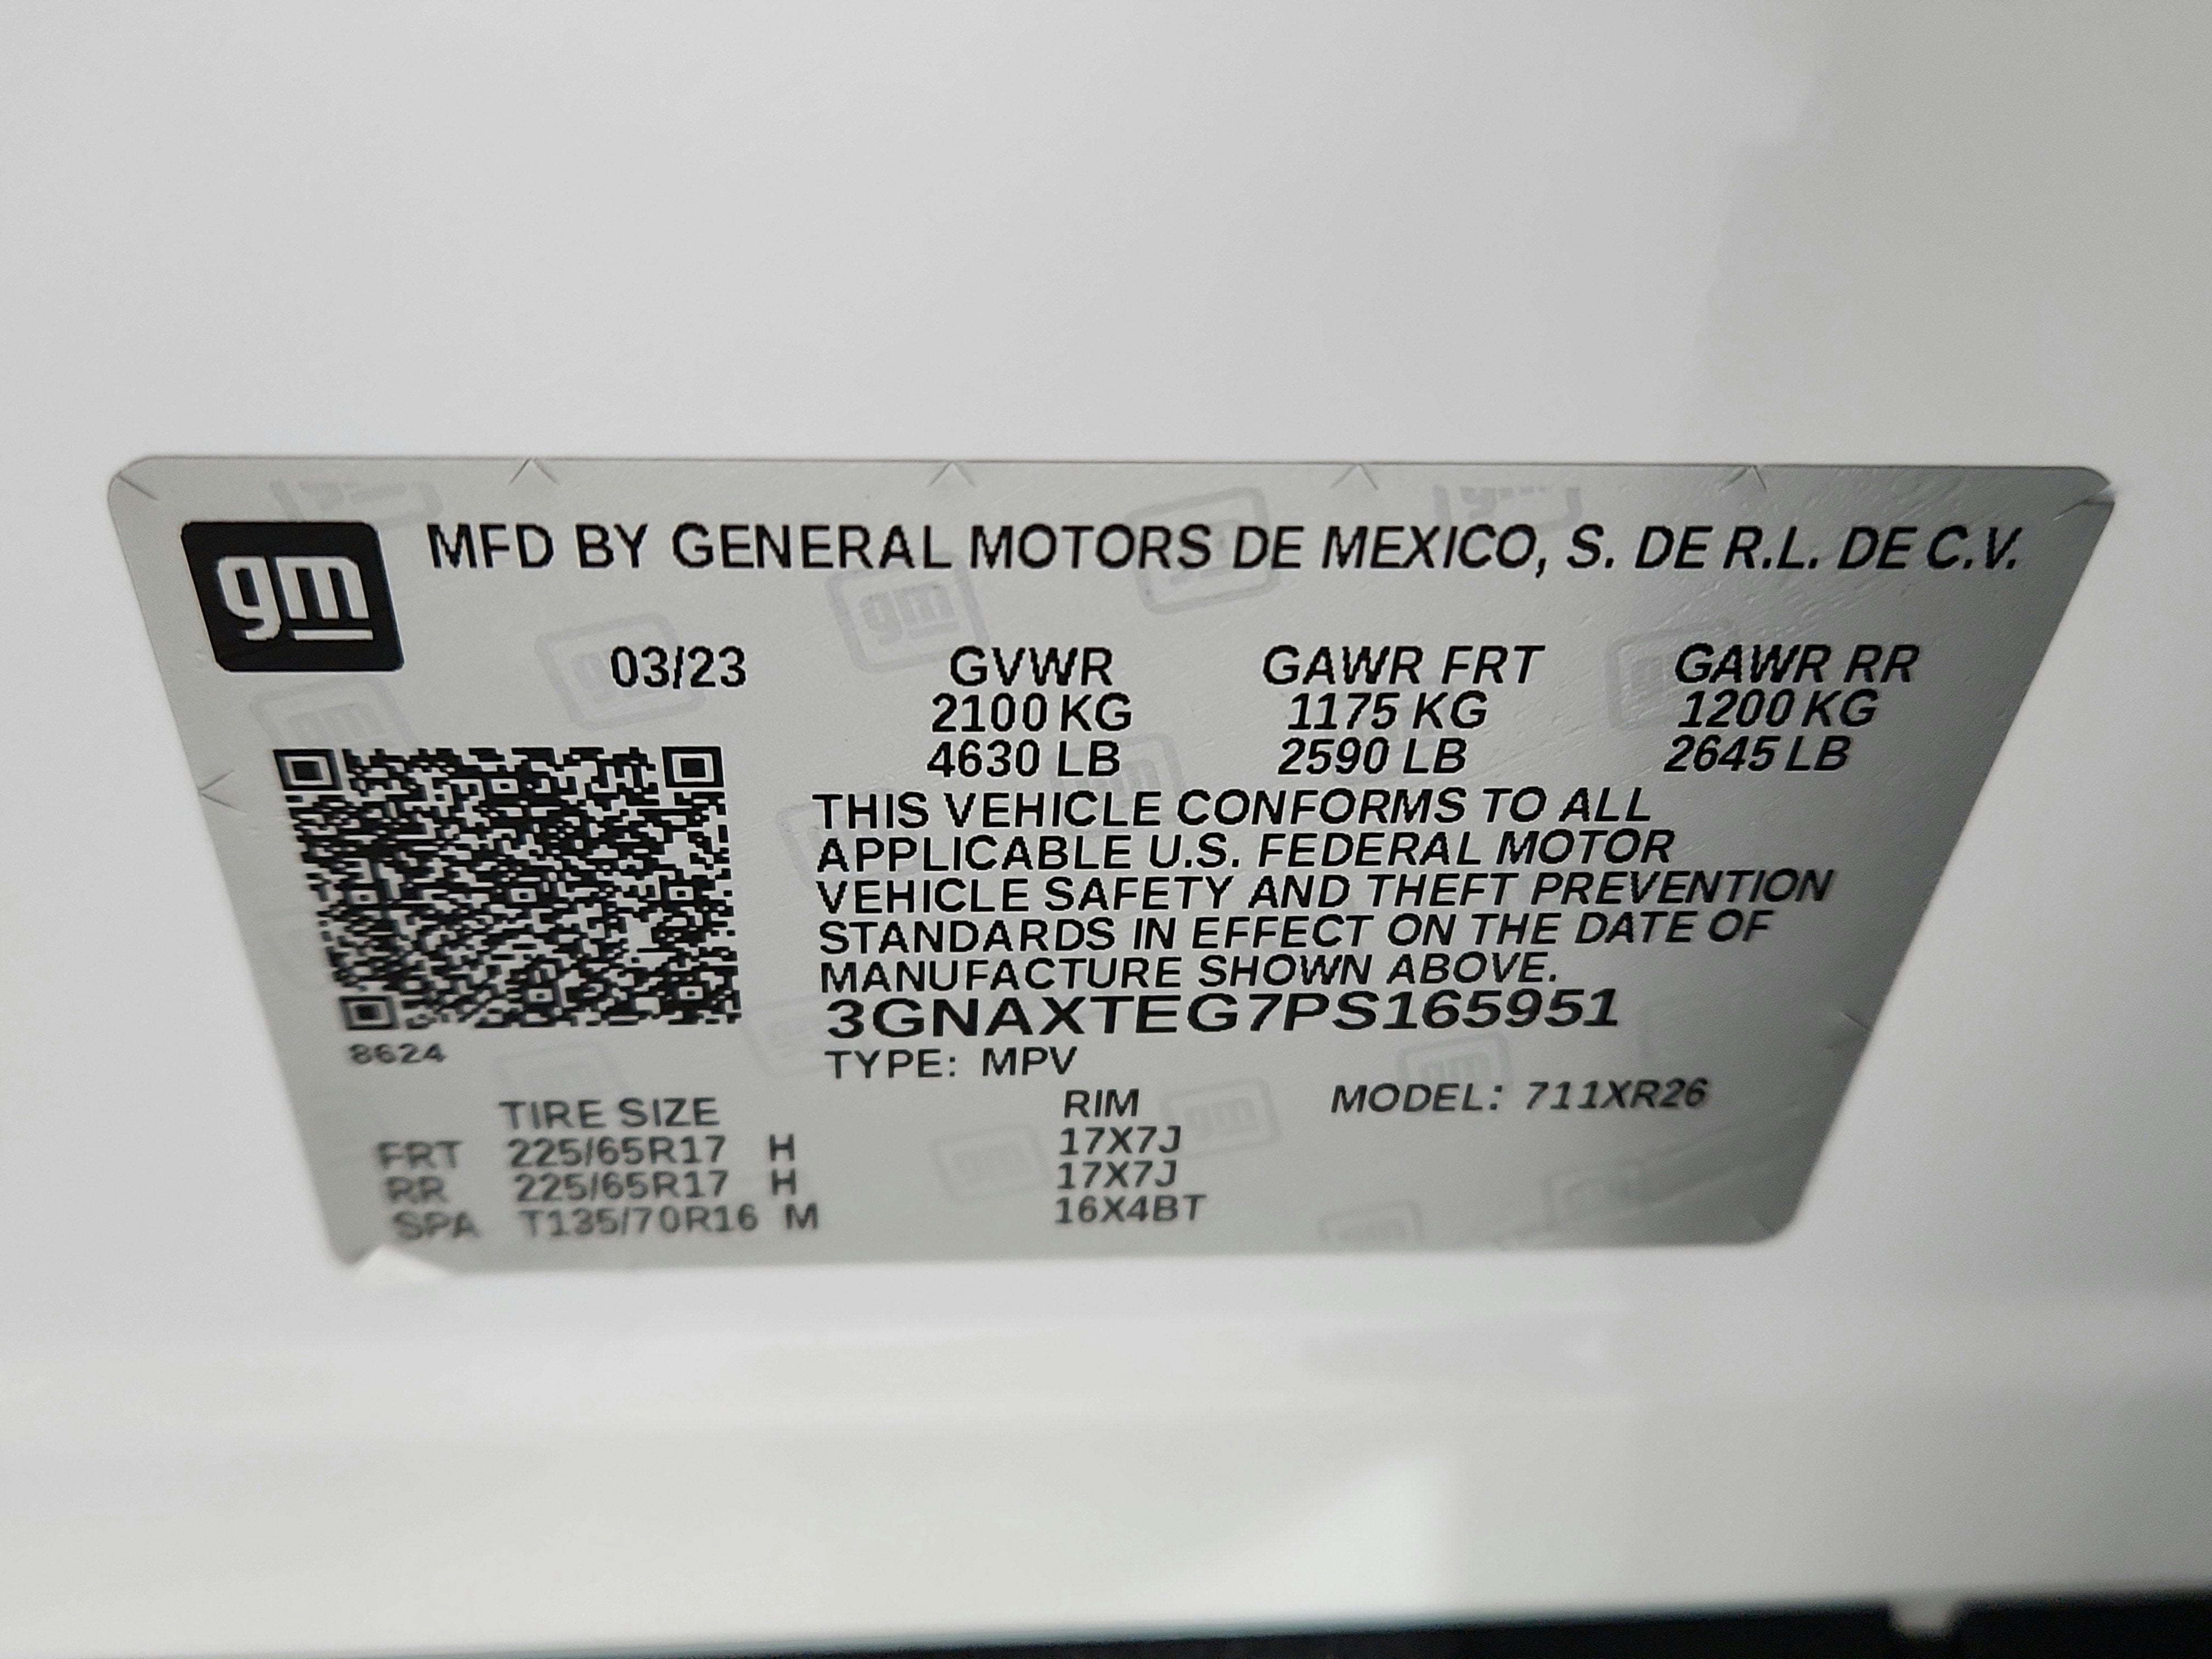 gm MFD BY GENERAL MOTORS DE MEXICO, S. DE R.L. DE C.V.
03/23 GVWR GAWR FRT GAWR RR
2100 KG 1175 KG 1200 KG
4630 LB 2590 LB 2645 LB
THIS VEHICLE CONFORMS TO ALL
APPLICABLE U.S. FEDERAL MOTOR
VEHICLE SAFETY AND THEFT PREVENTION
STANDARDS IN EFFECT ON THE DATE OF
MANUFACTURE SHOWN ABOVE.
3GNAXTEG7PS165951
8624
TYPE: MPV
TIRE SIZE RIM MODEL: 711XR26
FRT 225/65R17 H 17X7J
RR 225/65R17 H 17X7J
SPA T135/70R16 M 16X4BT